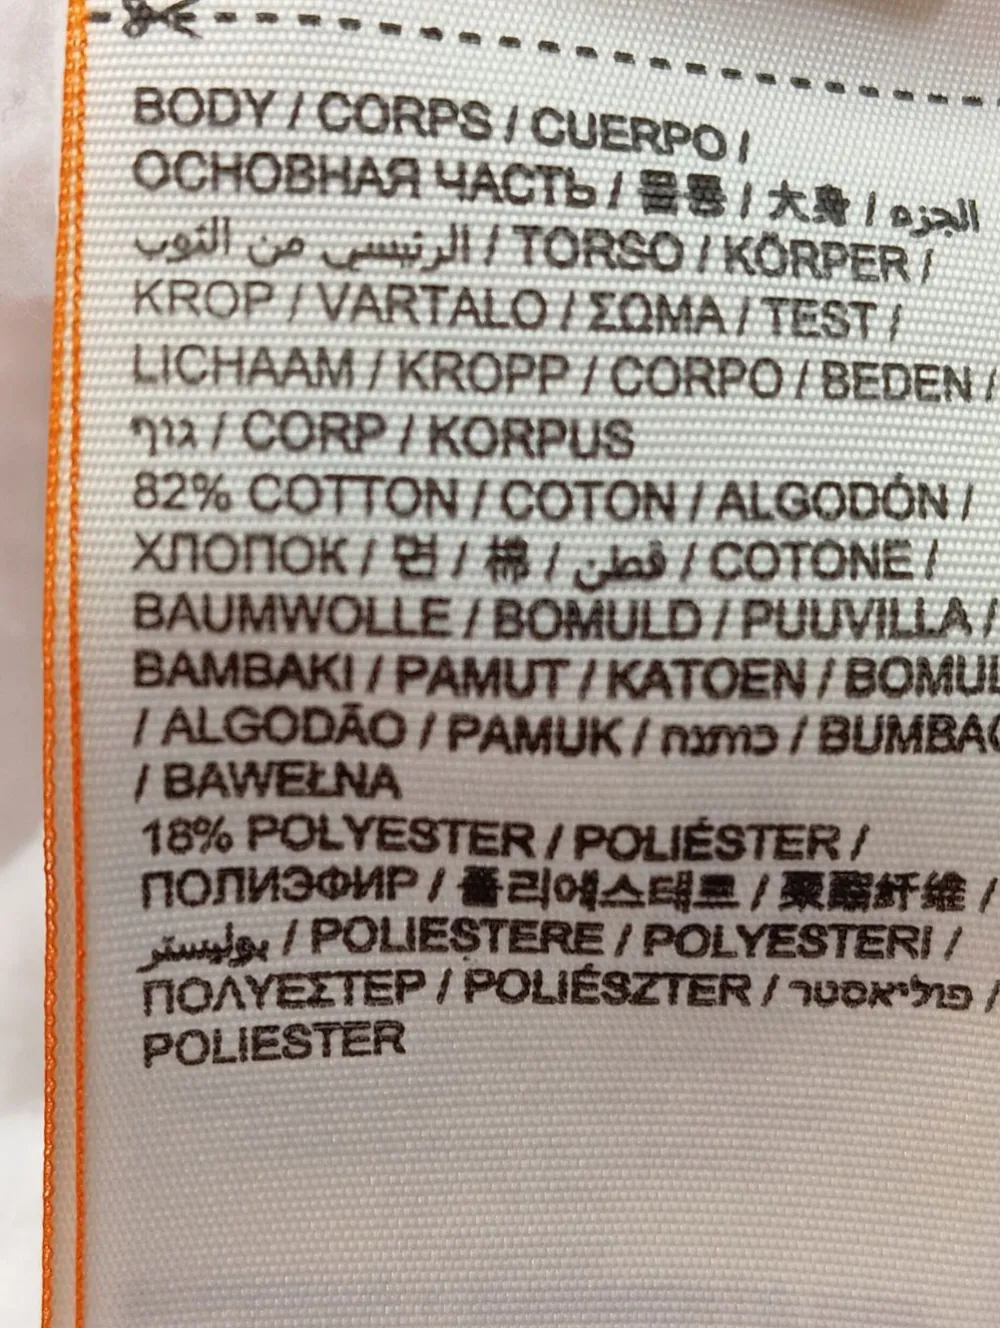 BODY / CORPS / CUERPO /
ОСНОВНАЯ ЧАСТЬ / 몸통 / 大身 / الجزء
الرئيسي من الثوب / TORSO / KÖRPER /
KROP / VARTALO / ΣΩΜΑ / TEST /
LICHAAM / KROPP / CORPO / BEDEN /
גוף / CORP / KORPUS
82% COTTON / COTON / ALGODÓN /
ХЛОПОК / 면 / 棉 / قطن / COTONE /
BAUMWOLLE / BOMULD / PUUVILLA /
BAMBAKI / PAMUT / KATOEN / BOMUL
/ ALGODÃO / PAMUK / כותנה / BUMBAC
/ BAWEŁNA
18% POLYESTER / POLIÉSTER /
ПОЛИЭФИР / 폴리에스테르 / 聚酯纤维 /
بوليستر / POLIESTERE / POLYESTERI /
ΠΟΛΥΕΣΤΕΡ / POLIÉSZTER / פוליאסטר /
POLIESTER